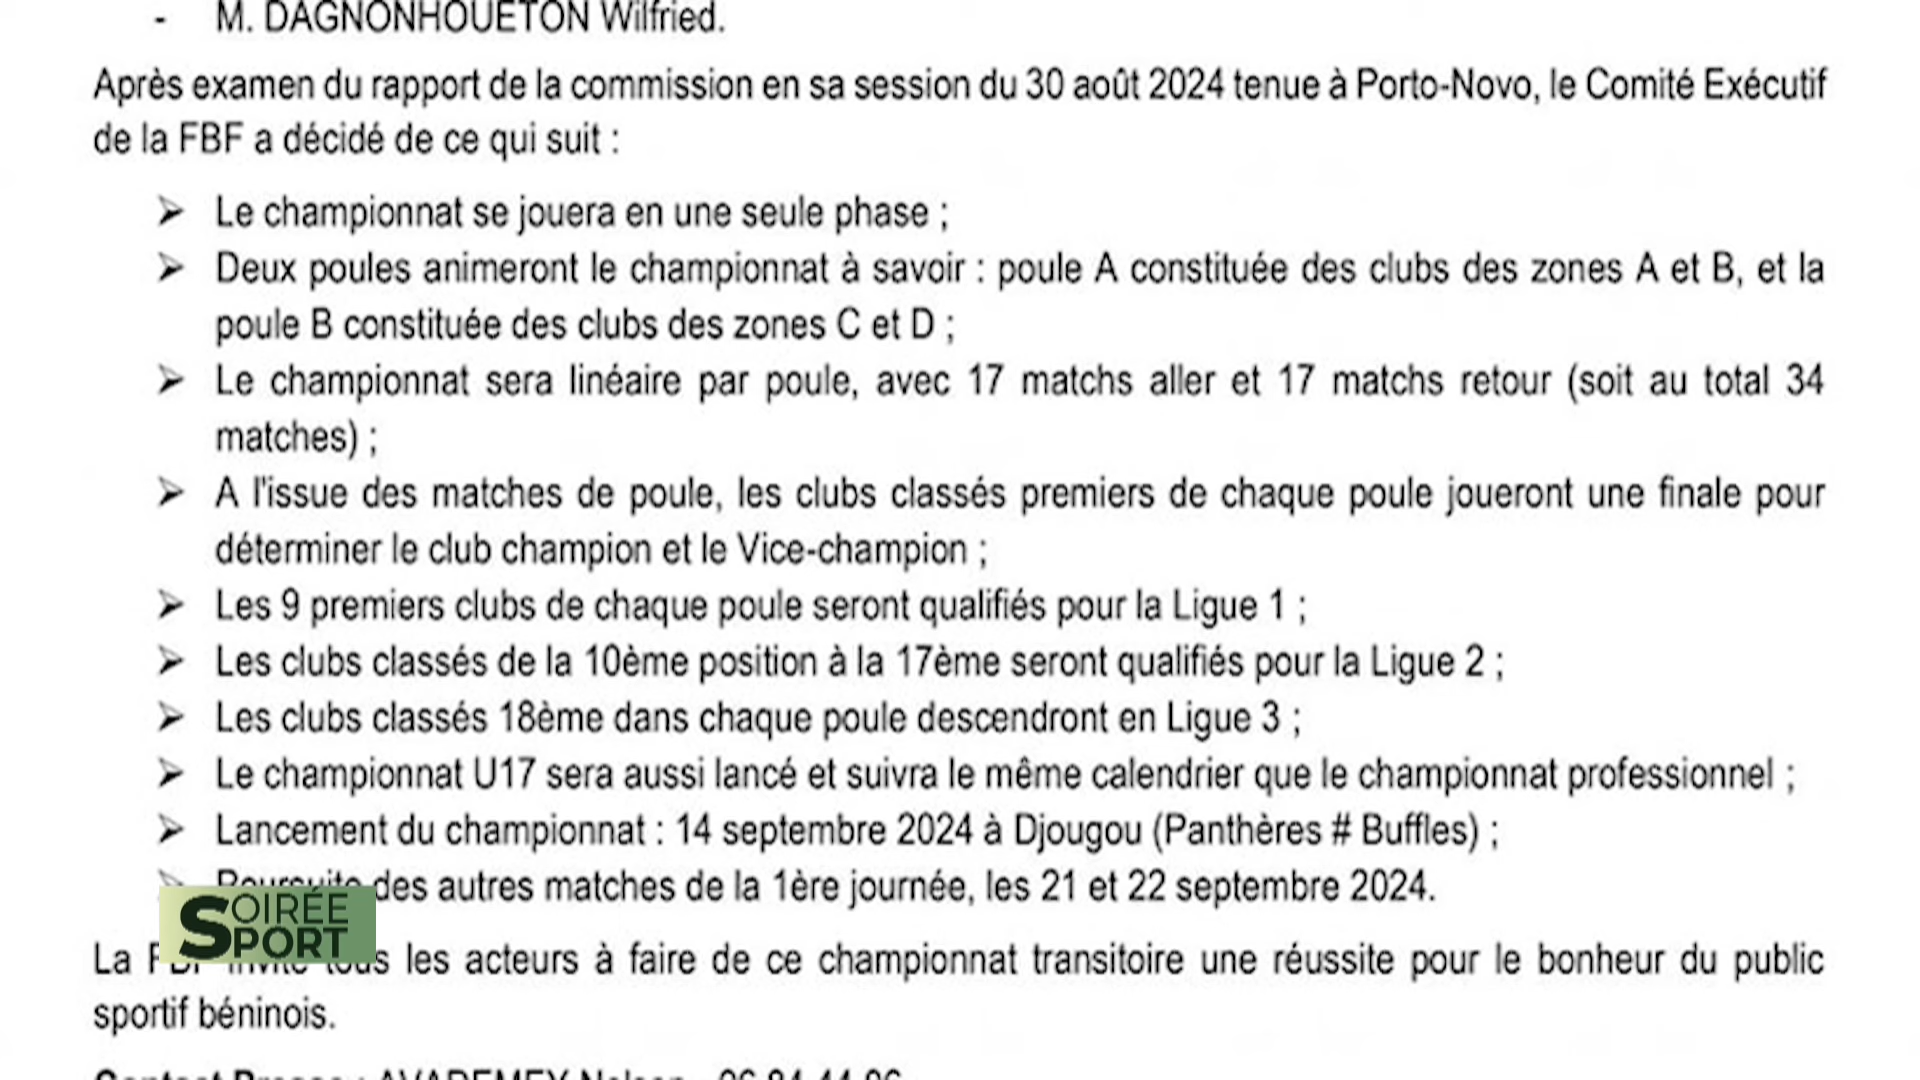 - M. DAGNONHOUETON Wilfried.
Après examen du rapport de la commission en sa session du 30 août 2024 tenue à Porto-Novo, le Comité Exécutif
de la FBF a décidé de ce qui suit :
➢ Le championnat se jouera en une seule phase ;
➢ Deux poules animeront le championnat à savoir : poule A constituée des clubs des zones A et B, et la
poule B constituée des clubs des zones C et D ;
➢ Le championnat sera linéaire par poule, avec 17 matchs aller et 17 matchs retour (soit au total 34
matches) ;
➢ A l'issue des matches de poule, les clubs classés premiers de chaque poule joueront une finale pour
déterminer le club champion et le Vice-champion ;
➢ Les 9 premiers clubs de chaque poule seront qualifiés pour la Ligue 1 ;
➢ Les clubs classés de la 10ème position à la 17ème seront qualifiés pour la Ligue 2 ;
➢ Les clubs classés 18ème dans chaque poule descendront en Ligue 3 ;
➢ Le championnat U17 sera aussi lancé et suivra le même calendrier que le championnat professionnel ;
➢ Lancement du championnat : 14 septembre 2024 à Djougou (Panthères # Buffles) ;
➢ Poursuite des autres matches de la 1ère journée, les 21 et 22 septembre 2024.
SOIRÉE
SPORT
La FBF invite tous les acteurs à faire de ce championnat transitoire une réussite pour le bonheur du public
sportif béninois.
Contact Presse : AVADEMEY Nelson